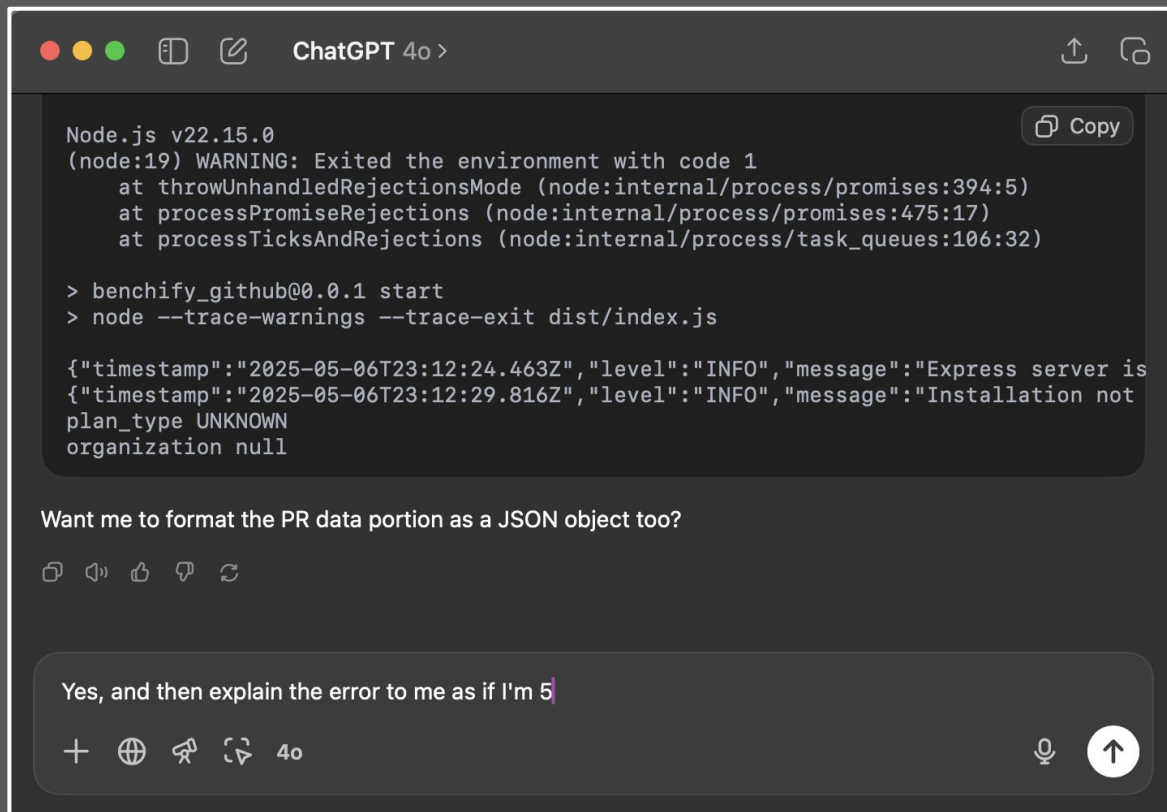 ChatGPT 4o >
Copy
Node.js v22.15.0
(node:19) WARNING: Exited the environment with code 1
    at throwUnhandledRejectionsMode (node:internal/process/promises:394:5)
    at processPromiseRejections (node:internal/process/promises:475:17)
    at processTicksAndRejections (node:internal/process/task_queues:106:32)
> benchify_github@0.0.1 start
> node --trace-warnings --trace-exit dist/index.js
{"timestamp":"2025-05-06T23:12:24.463Z","level":"INFO","message":"Express server is
{"timestamp":"2025-05-06T23:12:29.816Z","level":"INFO","message":"Installation not
plan_type UNKNOWN
organization null
Want me to format the PR data portion as a JSON object too?
Yes, and then explain the error to me as if I'm 5
4o